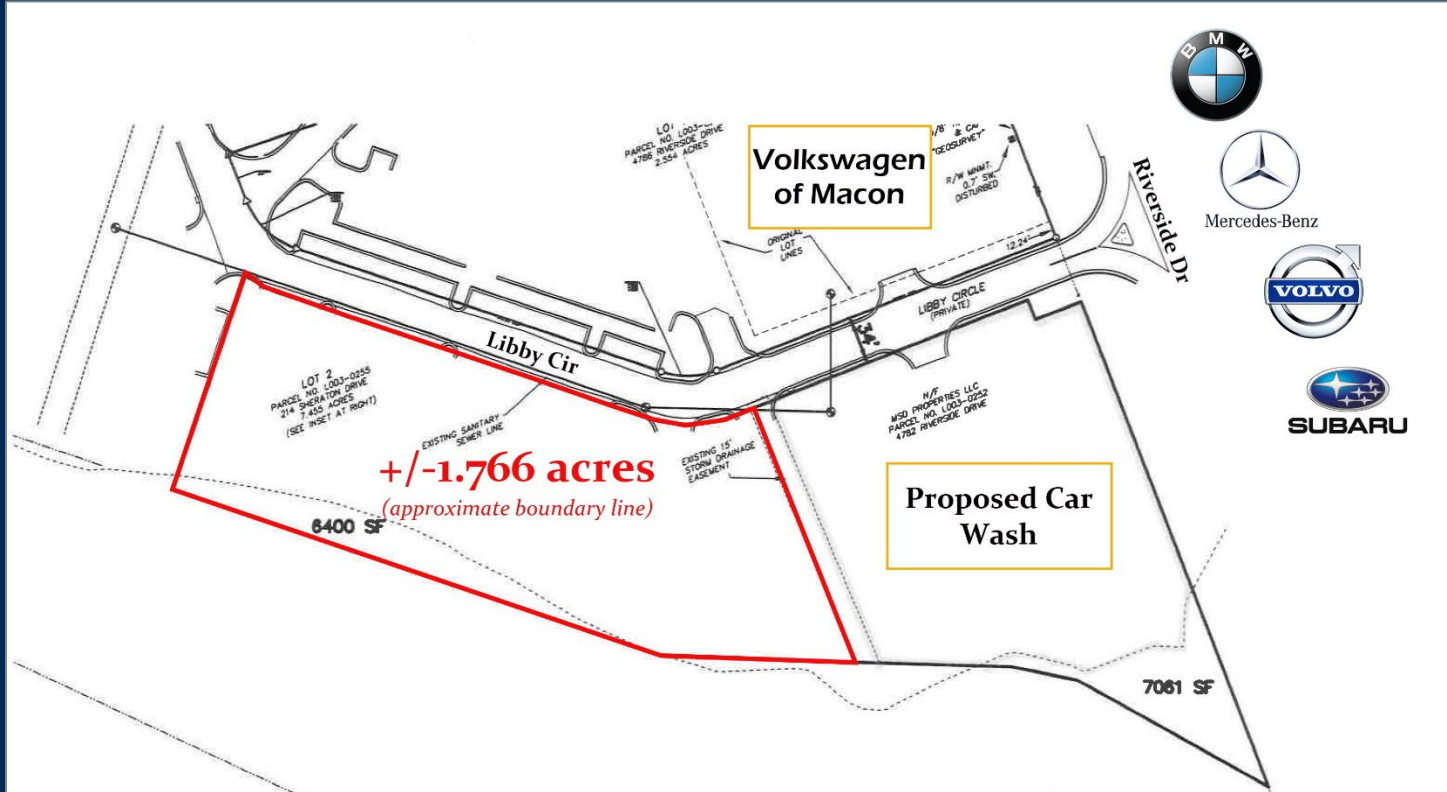 BMW
Mercedes-Benz
VOLVO
SUBARU
Riverside Dr
Volkswagen
of Macon
PARCEL NO. L003-
4786 RIVERSIDE DRIVE
2.554 ACRES
& CAP
"GEOSURVEY"
R/W MNMT.
0.7' SW.
DISTURBED
ORIGINAL
LOT
LINES
12.24'
LIBBY CIRCLE
(PRIVATE)
34'
Libby Cir
LOT 2
PARCEL NO. L003-0255
214 SHERATON DRIVE
7.455 ACRES
(SEE INSET AT RIGHT)
EXISTING SANITARY
SEWER LINE
+/-1.766 acres
(approximate boundary line)
6400 SF
EXISTING 15'
STORM DRAINAGE
EASEMENT
N/F
MSD PROPERTIES LLC
PARCEL NO. L003-0252
4782 RIVERSIDE DRIVE
Proposed Car
Wash
7061 SF